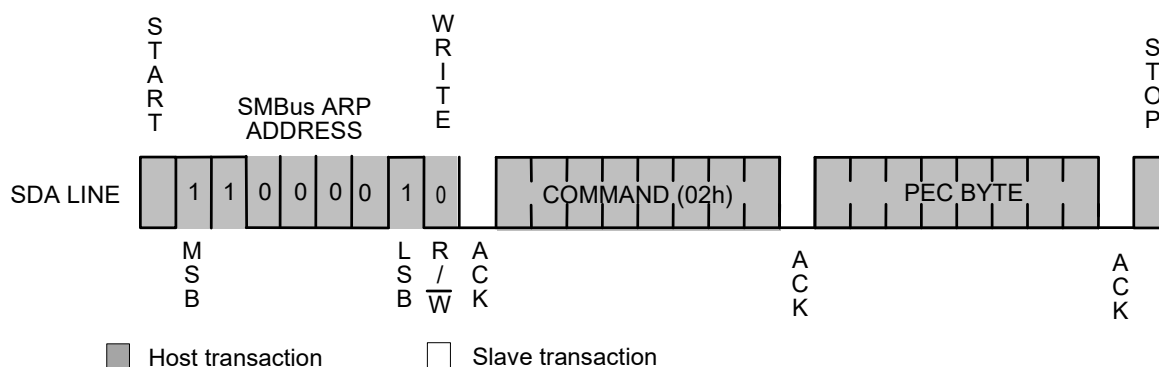 START
WRITE
STOP
SMBus ARP
ADDRESS
SDA LINE
1 1 0 0 0 0 1 0
COMMAND (02h)
PEC BYTE
MSB
LSB
R/W
ACK
ACK
ACK
Host transaction
Slave transaction